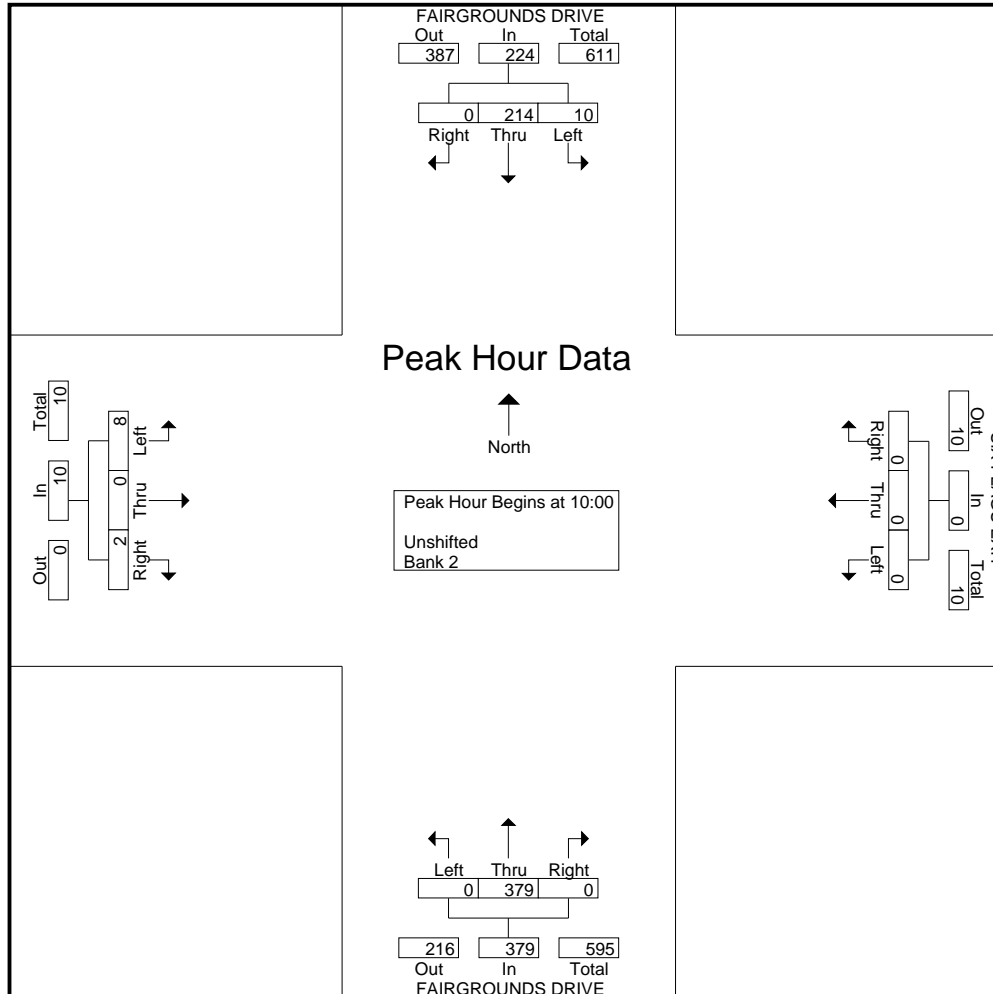 FAIRGROUNDS DRIVE
Out In Total
387 224 611
0 214 10
Right Thru Left
Peak Hour Data
North
Peak Hour Begins at 10:00
Unshifted
Bank 2
Total In Out
10 10 0
8 0 2
Left Thru Right
Out In Total
10 0 10
Right Thru Left
0 0 0
Left Thru Right
0 379 0
216 379 595
Out In Total
FAIRGROUNDS DRIVE